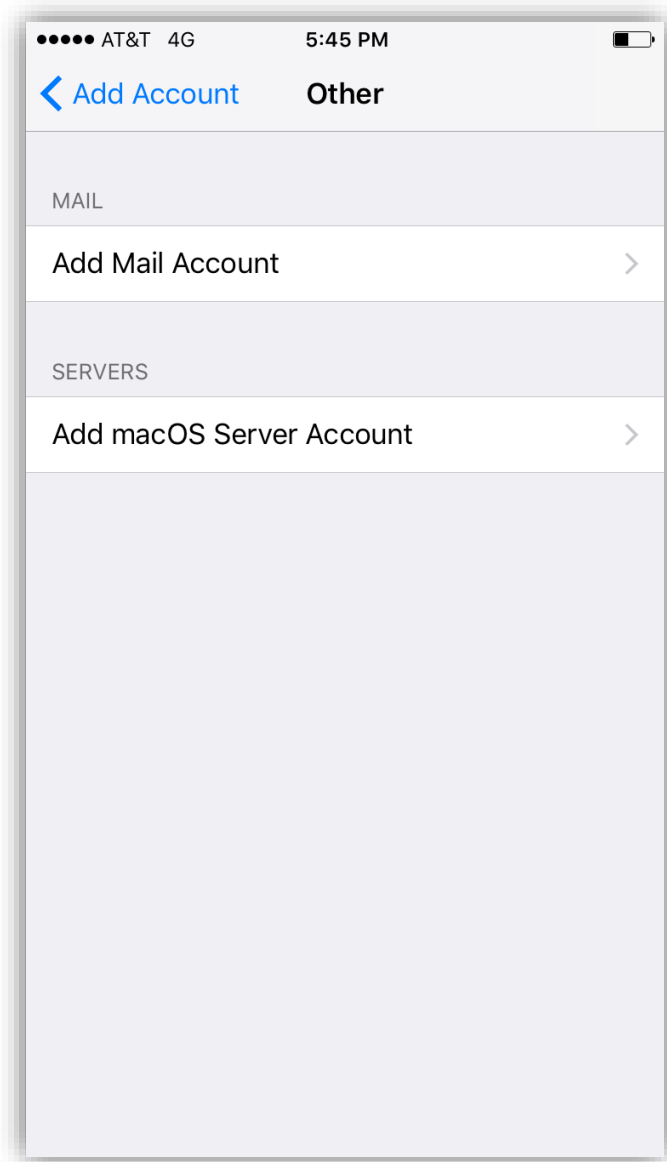 AT&T 4G 5:45 PM
Add Account Other
MAIL
Add Mail Account
SERVERS
Add macOS Server Account